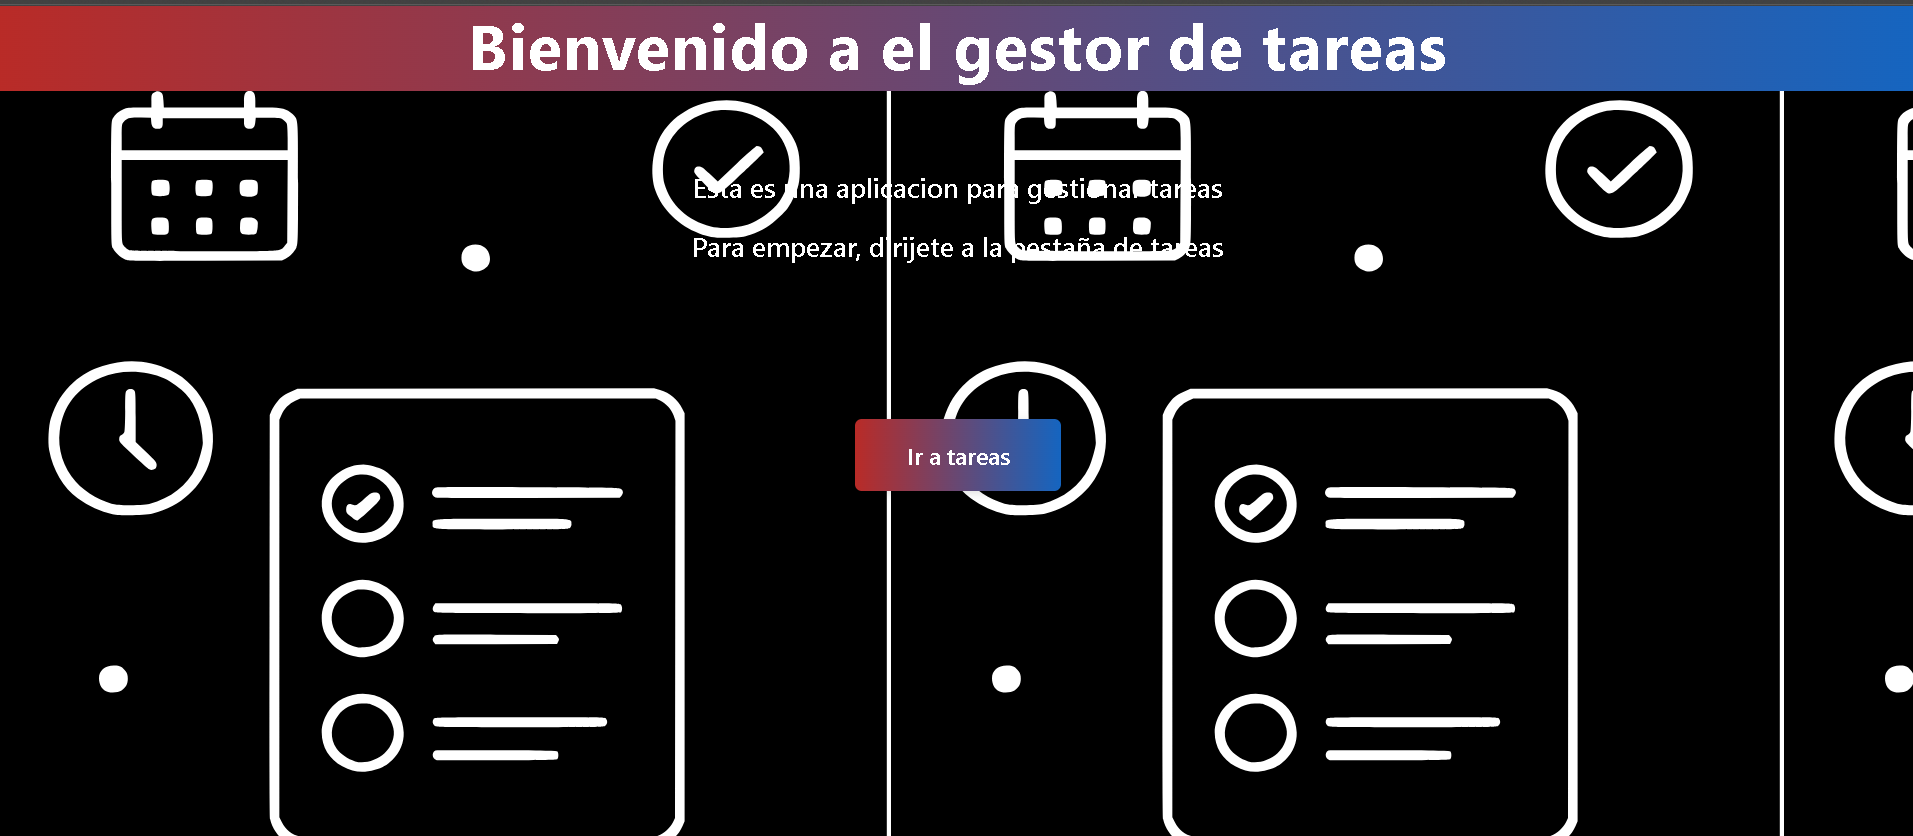 Bienvenido a el gestor de tareas
Esta es una aplicacion para gestionar tareas
Para empezar, dirijete a la pestaña de tareas
Ir a tareas